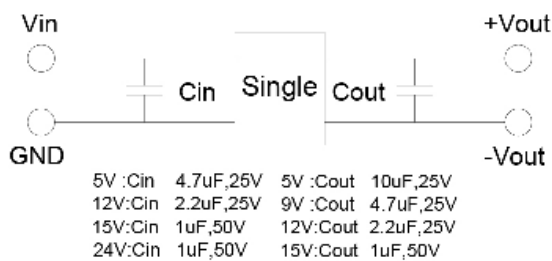 Vin +Vout
Cin Single Cout
GND -Vout
5V :Cin 4.7uF,25V 5V :Cout 10uF,25V
12V:Cin 2.2uF,25V 9V :Cout 4.7uF,25V
15V:Cin 1uF,50V 12V:Cout 2.2uF,25V
24V:Cin 1uF,50V 15V:Cout 1uF,50V